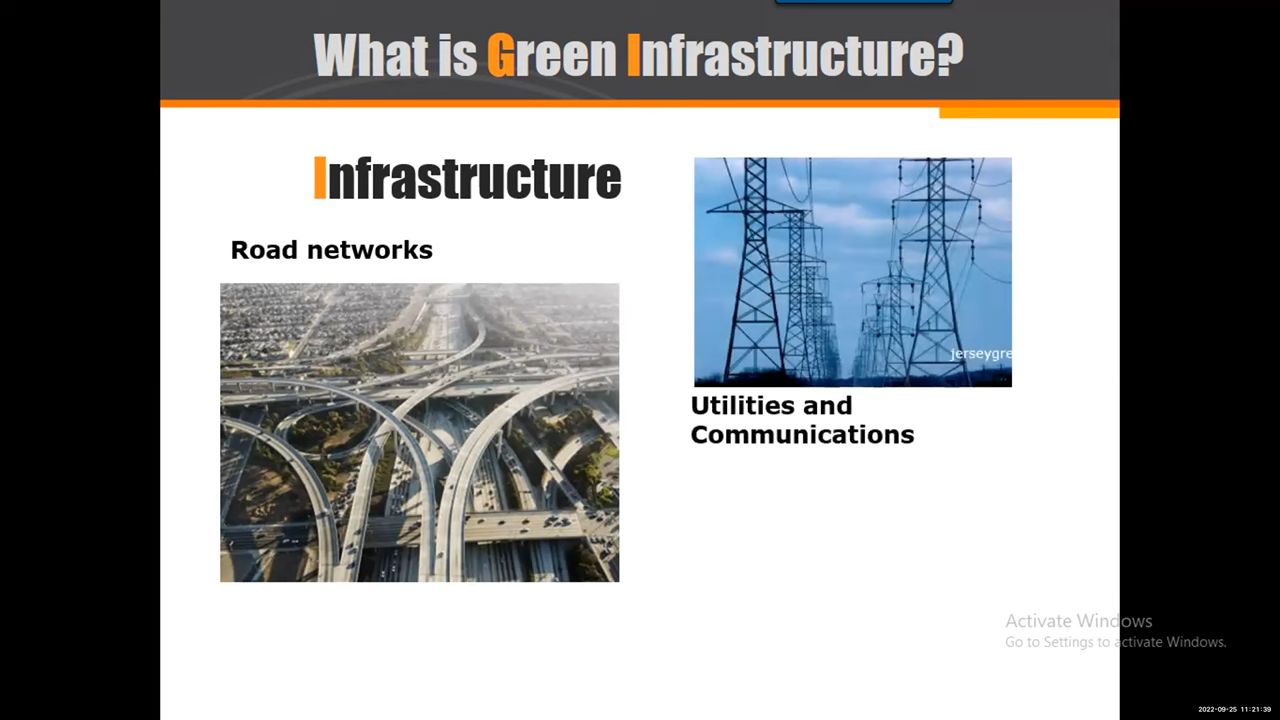 What is Green Infrastructure?
Infrastructure
Road networks
jerseygre
Utilities and
Communications
Activate Windows
Go to Settings to activate Windows.
2022-09-25 11:21:39